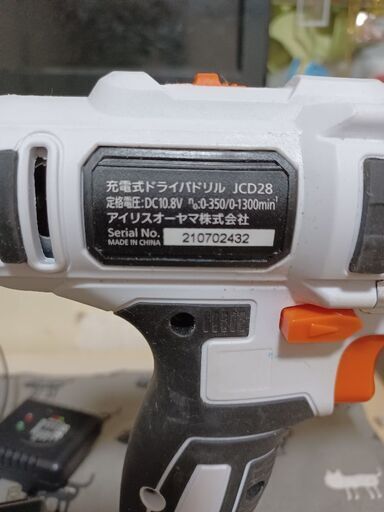 充電式ドライバドリル JCD28
定格電圧:DC10.8V n₀:0-350/0-1300min⁻¹
アイリスオーヤマ株式会社
Serial No. 210702432
MADE IN CHINA